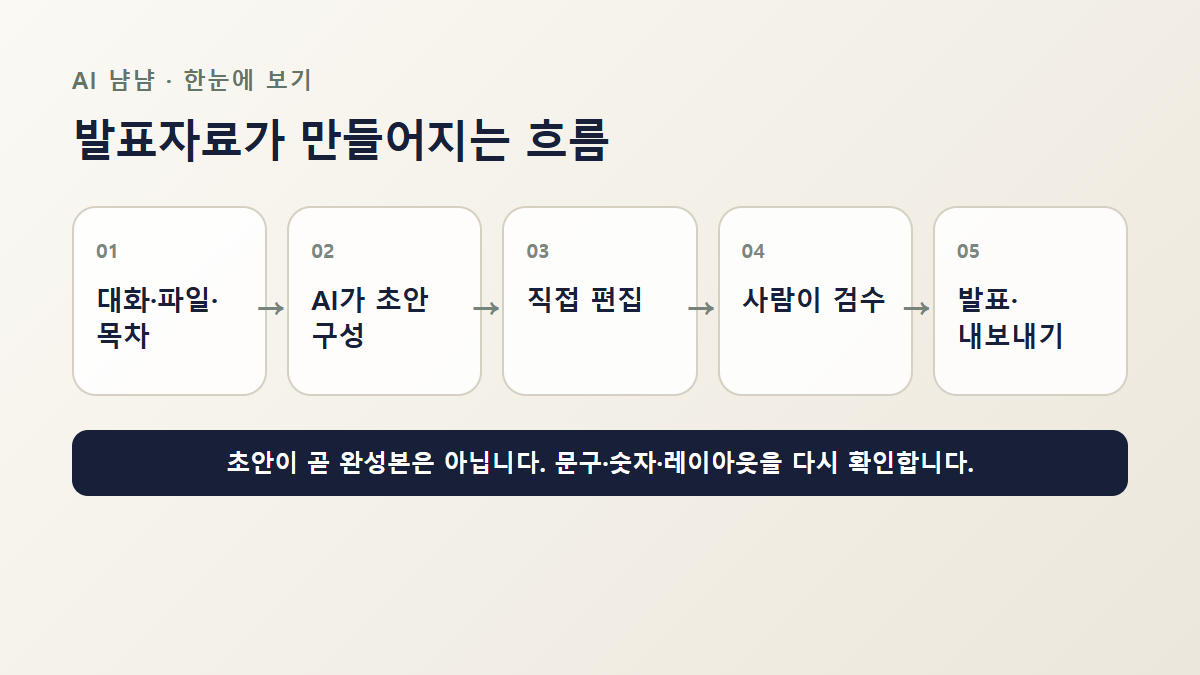 AI 냠냠 · 한눈에 보기
발표자료가 만들어지는 흐름
01
대화·파일·
목차
→
02
AI가 초안
구성
→
03
직접 편집
→
04
사람이 검수
→
05
발표·
내보내기
초안이 곧 완성본은 아닙니다. 문구·숫자·레이아웃을 다시 확인합니다.